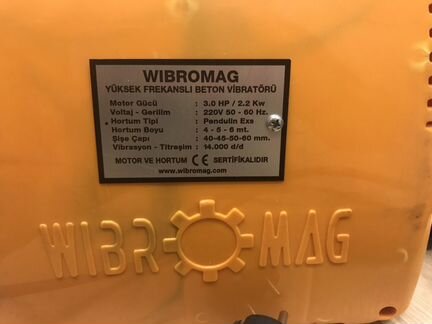 WIBROMAG
YÜKSEK FREKANSLI BETON VİBRATÖRÜ
Motor Gücü : 3.0 HP / 2.2 Kw
Voltaj - Gerilim : 220V 50 - 60 Hz.
Hortum Tipi : Pendulin Exs
Hortum Boyu : 4 - 5 - 6 mt.
Şişe Çapı : 40-45-50-60 mm.
Vibrasyon - Titreşim : 14.000 d/d
MOTOR VE HORTUM CE SERTİFİKALIDIR
www.wibromag.com
WIBROMAG